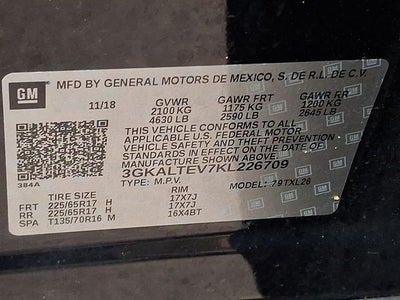 MFD BY GENERAL MOTORS DE MEXICO, S. DE R.L. DE C.V.
GM
11/18 GVWR GAWR FRT GAWR RR
2100 KG 1175 KG 1200 KG
4630 LB 2590 LB 2645 LB
THIS VEHICLE CONFORMS TO ALL
APPLICABLE U.S. FEDERAL MOTOR
VEHICLE SAFETY AND THEFT PREVENTION
STANDARDS IN EFFECT ON THE DATE OF
MANUFACTURE SHOWN ABOVE.
3GKALTEV7KL226709
384A TYPE: M.P.V. MODEL: 79TXL26
TIRE SIZE RIM
FRT 225/65R17 H 17X7J
RR 225/65R17 H 17X7J
SPA T135/70R16 M 16X4BT